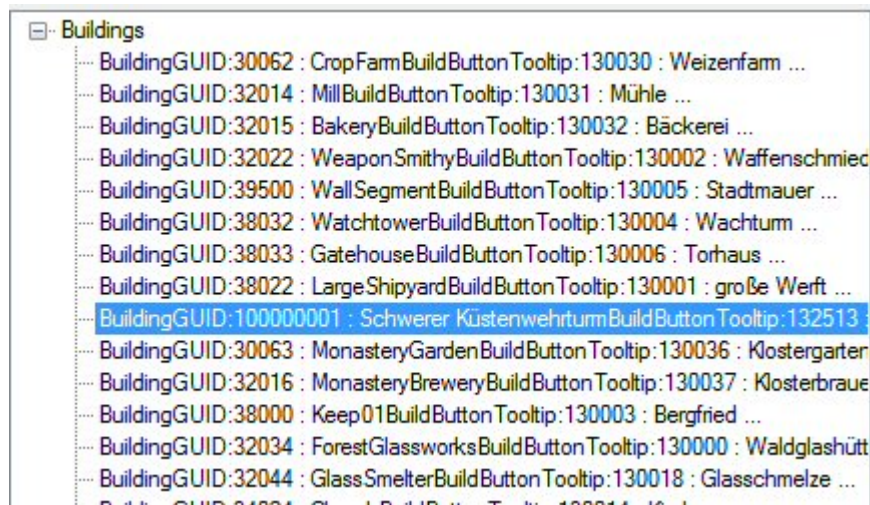 Buildings
BuildingGUID:30062 : CropFarmBuildButtonTooltip:130030 : Weizenfarm ...
BuildingGUID:32014 : MillBuildButtonTooltip:130031 : Mühle ...
BuildingGUID:32015 : BakeryBuildButtonTooltip:130032 : Bäckerei ...
BuildingGUID:32022 : WeaponSmithyBuildButtonTooltip:130002 : Waffenschmied
BuildingGUID:39500 : WallSegmentBuildButtonTooltip:130005 : Stadtmauer ...
BuildingGUID:38032 : WatchtowerBuildButtonTooltip:130004 : Wachturm ...
BuildingGUID:38033 : GatehouseBuildButtonTooltip:130006 : Torhaus ...
BuildingGUID:38022 : LargeShipyardBuildButtonTooltip:130001 : große Werft ...
BuildingGUID:100000001 : Schwerer KüstenwehrturmBuildButtonTooltip:132513 :
BuildingGUID:30063 : MonasteryGardenBuildButtonTooltip:130036 : Klostergarten
BuildingGUID:32016 : MonasteryBreweryBuildButtonTooltip:130037 : Klosterbraue
BuildingGUID:38000 : Keep01BuildButtonTooltip:130003 : Bergfried ...
BuildingGUID:32034 : ForestGlassworksBuildButtonTooltip:130000 : Waldglashütt
BuildingGUID:32044 : GlassSmelterBuildButtonTooltip:130018 : Glasschmelze ...